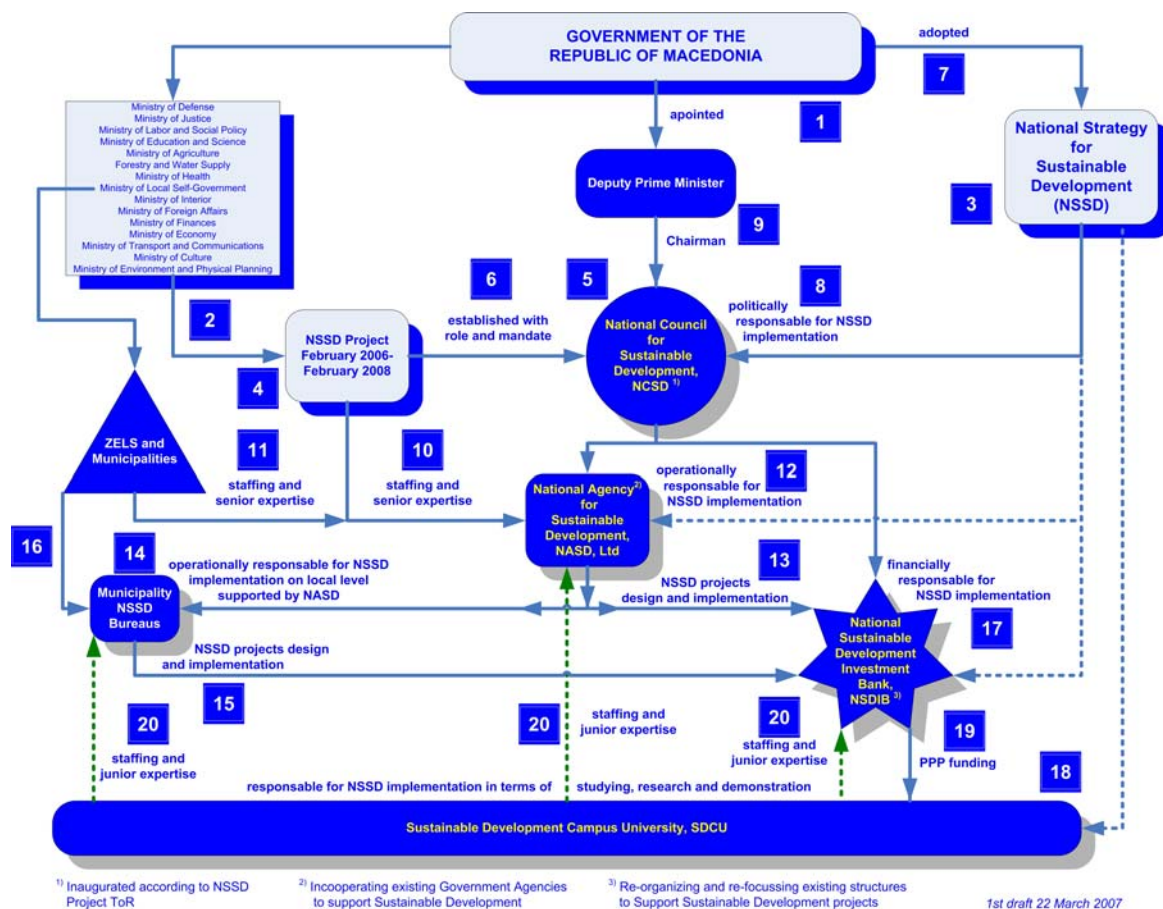 GOVERNMENT OF THE
REPUBLIC OF MACEDONIA
adopted
7
1
apointed
Ministry of Defense
Ministry of Justice
Ministry of Labor and Social Policy
Ministry of Education and Science
Ministry of Agriculture
Forestry and Water Supply
Ministry of Health
Ministry of Local Self-Government
Ministry of Interior
Ministry of Foreign Affairs
Ministry of Finances
Ministry of Economy
Ministry of Transport and Communications
Ministry of Culture
Ministry of Environment and Physical Planning
National Strategy
for
Sustainable
Development
(NSSD)
3
Deputy Prime Minister
9
Chairman
2
6
established with
role and mandate
5
8
politically
responable for NSSD
implementation
NSSD Project
February 2006-
February 2008
4
National Council
for
Sustainable
Development,
NCSD 1)
ZELS and
Municipalities
11
staffing and
senior expertise
10
staffing and
senior expertise
12
operationally
responsable for
NSSD implementation
National Agency2)
for
Sustainable
Development,
NASD, Ltd
16
14
operationally responsable for NSSD
implementation on local level
supported by NASD
Municipality
NSSD
Bureaus
13
NSSD projects
design and implementation
financially
responsable for
NSSD implementation
17
National
Sustainable
Development
Investment
Bank,
NSDIB 3)
NSSD projects design
and implementation
15
20
staffing and
junior expertise
20
staffing and
junior expertise
20
staffing and
junior expertise
19
PPP funding
18
responsable for NSSD implementation in terms of studying, research and demonstration
Sustainable Development Campus University, SDCU
1) Inaugurated according to NSSD
Project ToR
2) Incooperating existing Government Agencies
to support Sustainable Development
3) Re-organizing and re-focussing existing structures
to Support Sustainable Development projects
1st draft 22 March 2007